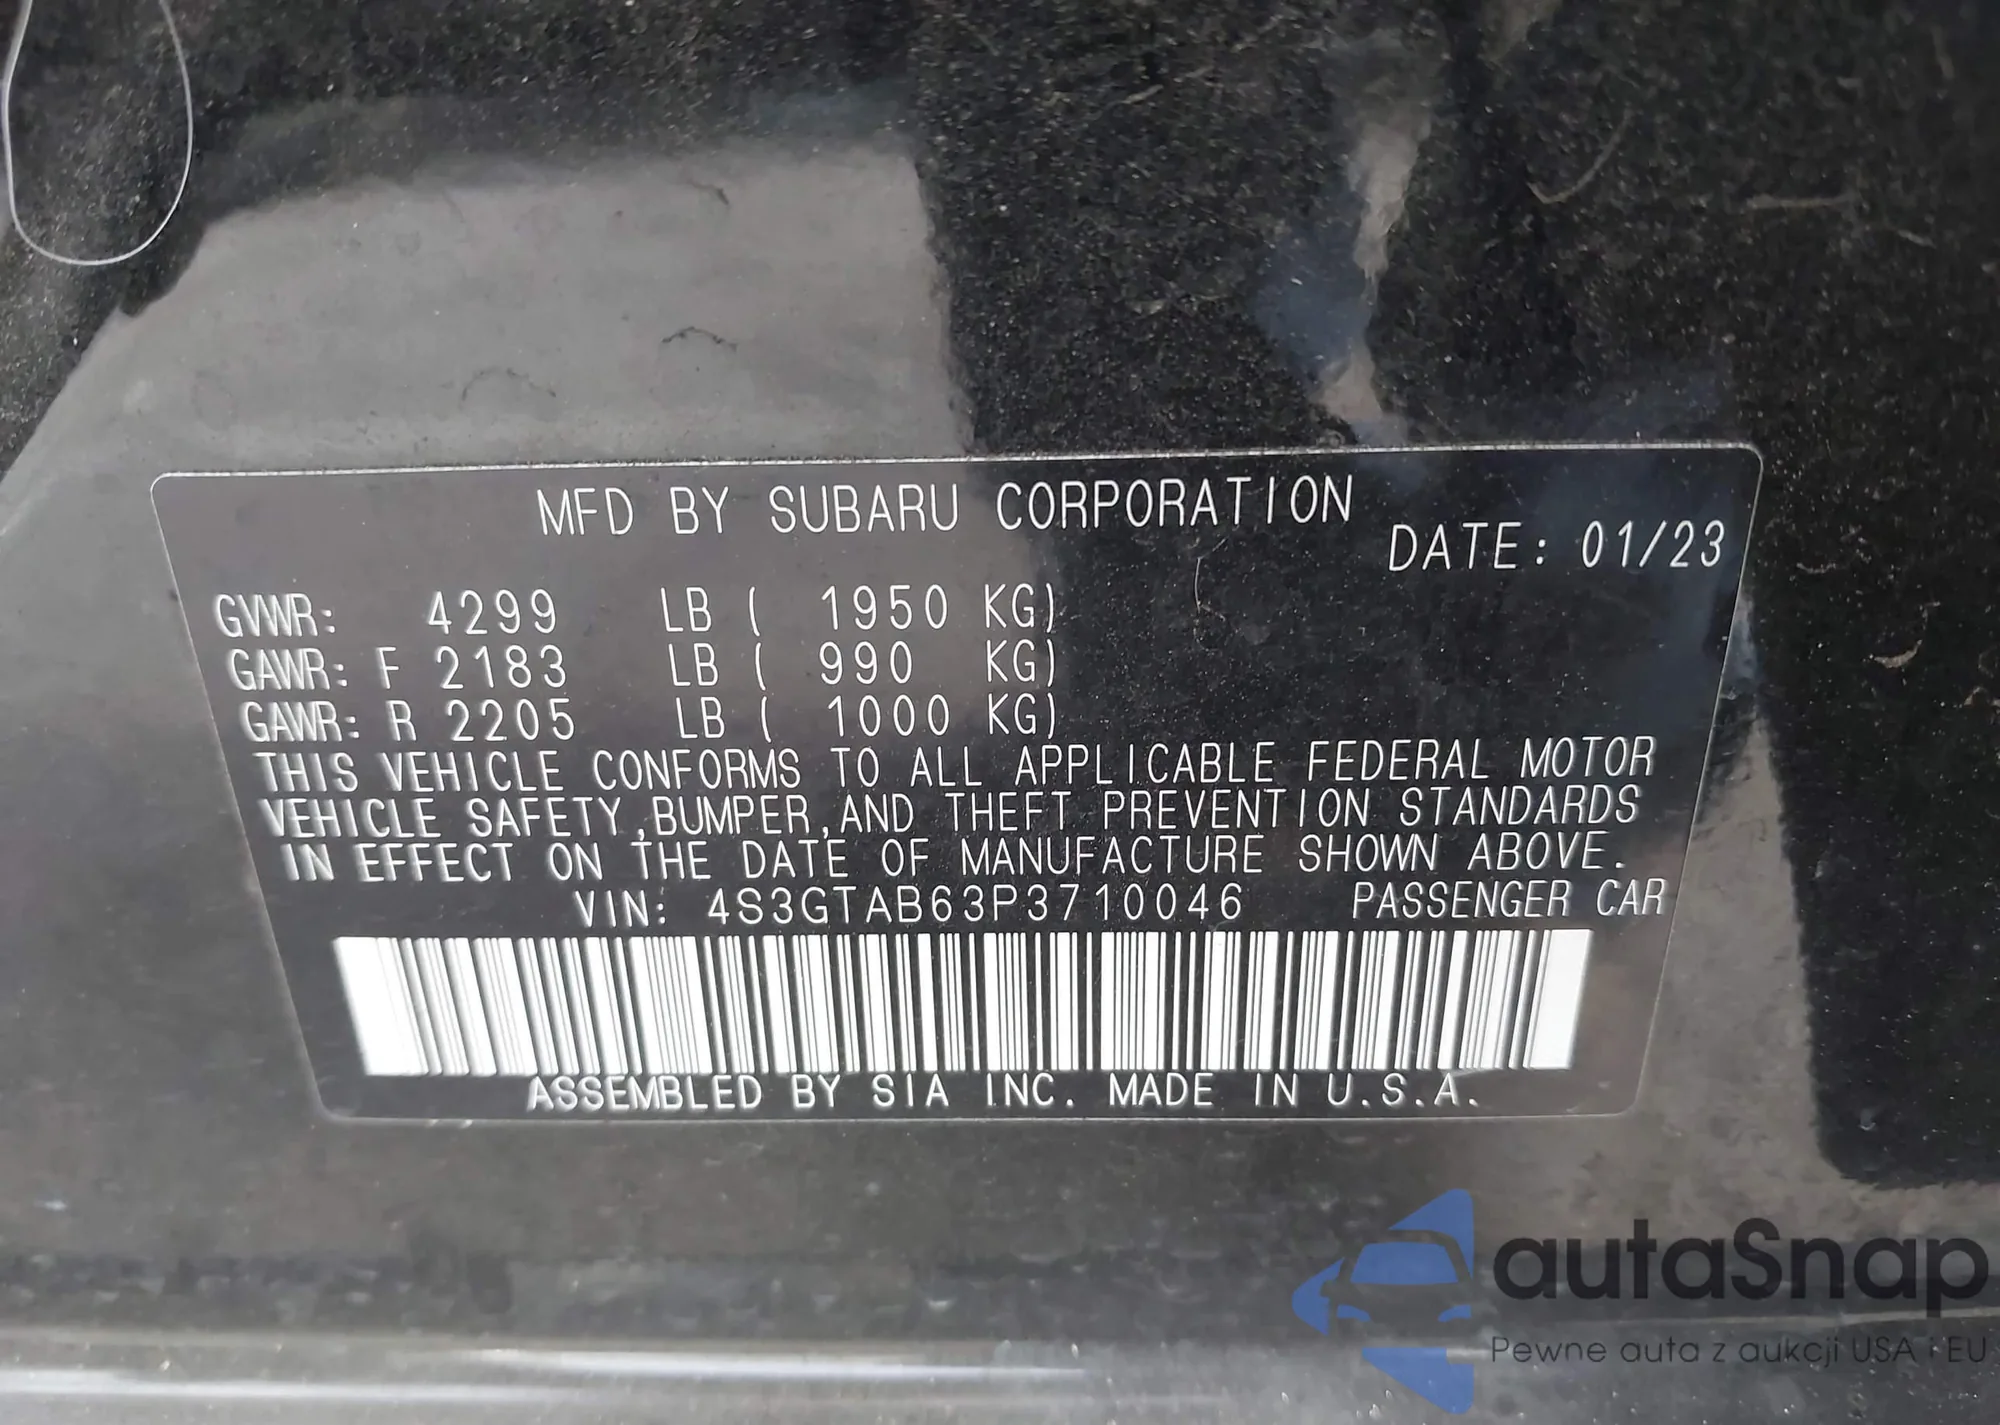 MFD BY SUBARU CORPORATION
DATE: 01/23
GVWR: 4299 LB ( 1950 KG)
GAWR: F 2183 LB ( 990 KG)
GAWR: R 2205 LB ( 1000 KG)
THIS VEHICLE CONFORMS TO ALL APPLICABLE FEDERAL MOTOR
VEHICLE SAFETY,BUMPER,AND THEFT PREVENTION STANDARDS
IN EFFECT ON THE DATE OF MANUFACTURE SHOWN ABOVE.
VIN: 4S3GTAB63P3710046 PASSENGER CAR
ASSEMBLED BY SIA INC. MADE IN U.S.A.
autaSnap
Pewne auta z aukcji USA i EU